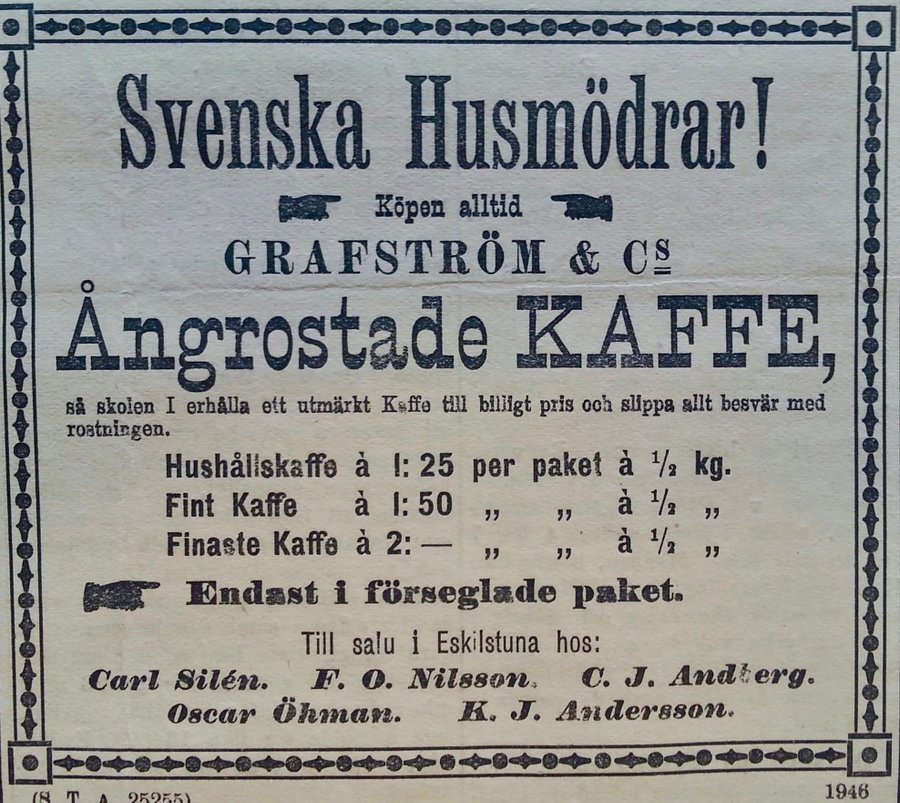 Svenska Husmödrar!
Köpen alltid
GRAFSTRÖM & Cs
Ångrostade KAFFE,
så skolen I erhålla ett utmärkt Kaffe till billigt pris och slippa allt besvär med
rostningen.
Hushållskaffe à 1: 25 per paket à 1/2 kg.
Fint Kaffe à 1: 50 „ „ à 1/2 „
Finaste Kaffe à 2: — „ „ à 1/2 „
Endast i förseglade paket.
Till salu i Eskilstuna hos:
Carl Silén. F. O. Nilsson. C. J. Andberg.
Oscar Öhman. K. J. Andersson.
(S. T. A. 25255) 1946